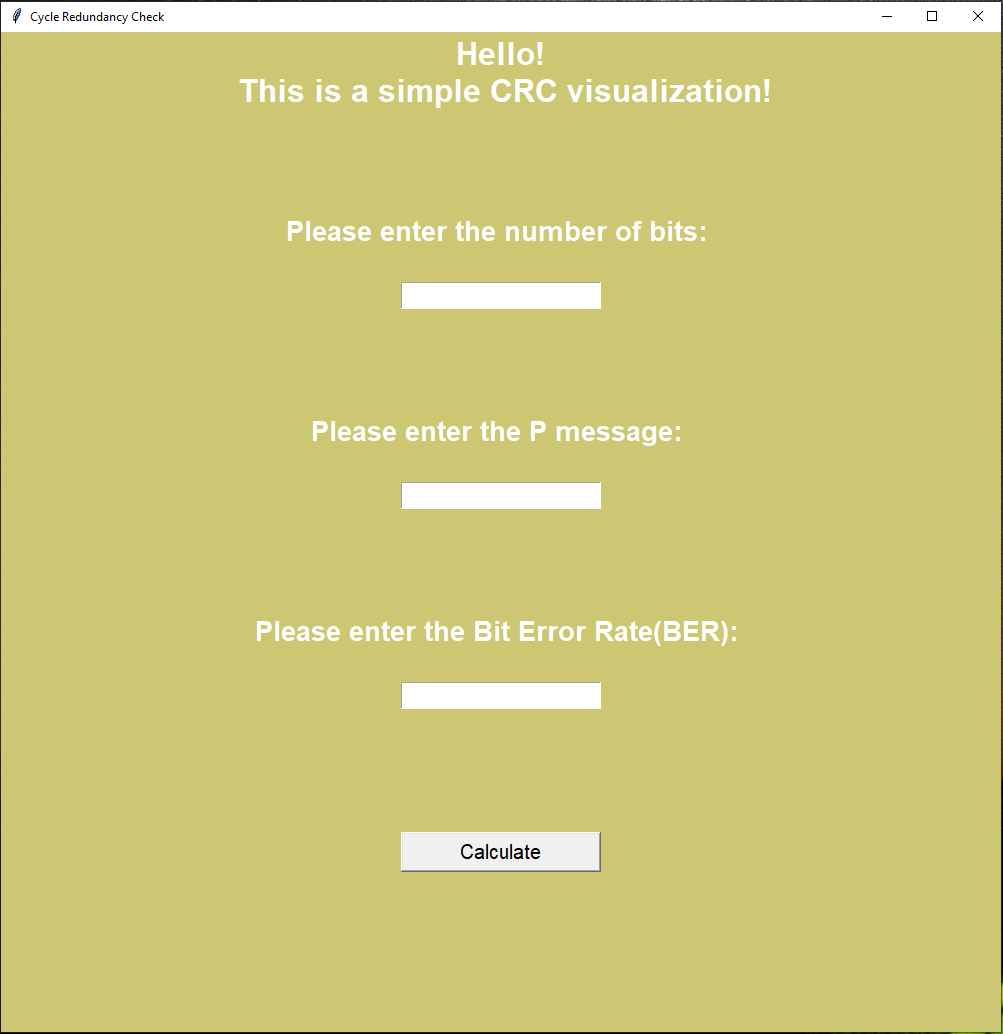 Cycle Redundancy Check
Hello!
This is a simple CRC visualization!
Please enter the number of bits:
Please enter the P message:
Please enter the Bit Error Rate(BER):
Calculate